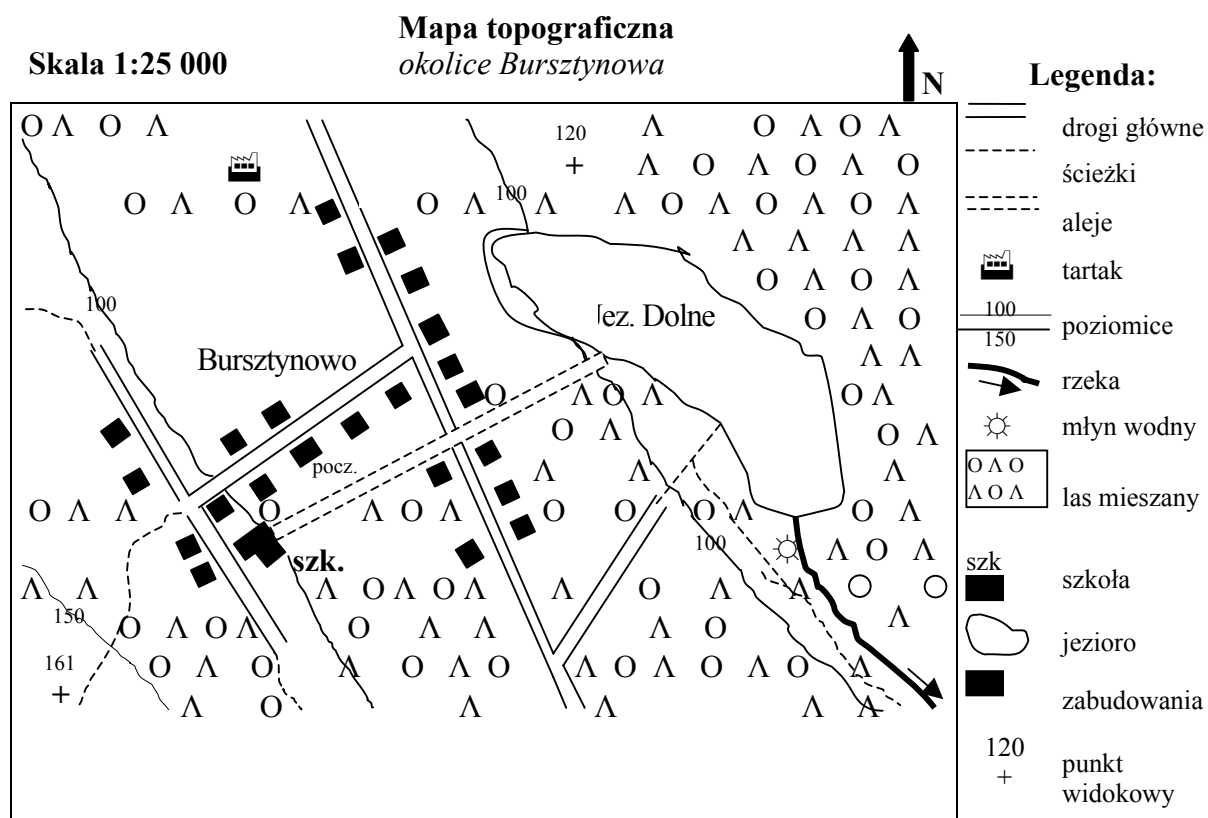 Mapa topograficzna
Skala 1:25 000
okolice Bursztynowa
N
Legenda:
120
100
100
Jez. Dolne
Bursztynowo
pocz.
szk.
100
150
161
drogi główne
ścieżki
aleje
tartak
100
poziomice
150
rzeka
młyn wodny
las mieszany
szk
szkoła
jezioro
zabudowania
120
punkt
widokowy